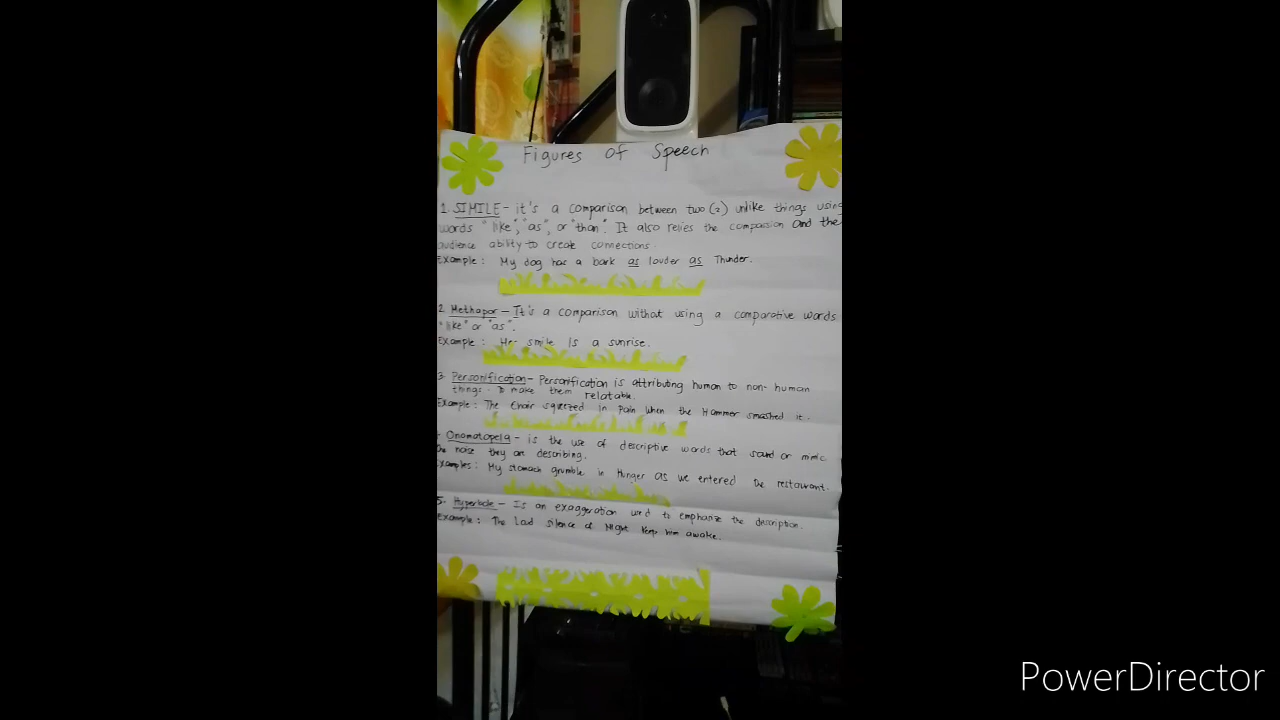 Figures of Speech
1. SIMILE - it's a comparison between two (2) unlike things using
words "like", "as", or "than". It also relies the compassion and the
audience ability to create connections.
Example: My dog has a bark as louder as Thunder.
2. Methapor - It's a comparison without using a comparative words
"like" or "as".
Example: Her smile is a sunrise.
3. Personification - Personification is attributing human to non-human
things. To make them relatable.
Example: The Chair squeezed in pain when the Hammer smashed it.
Onomatopeia - is the use of descriptive words that sound or mimic
the noise they are describing.
Examples: My stomach grumble in Hunger as we entered the restaurant.
5. Hyperbole - Is an exaggeration used to emphasize the description.
Example: The Loud silence of Night keep him awake.
PowerDirector